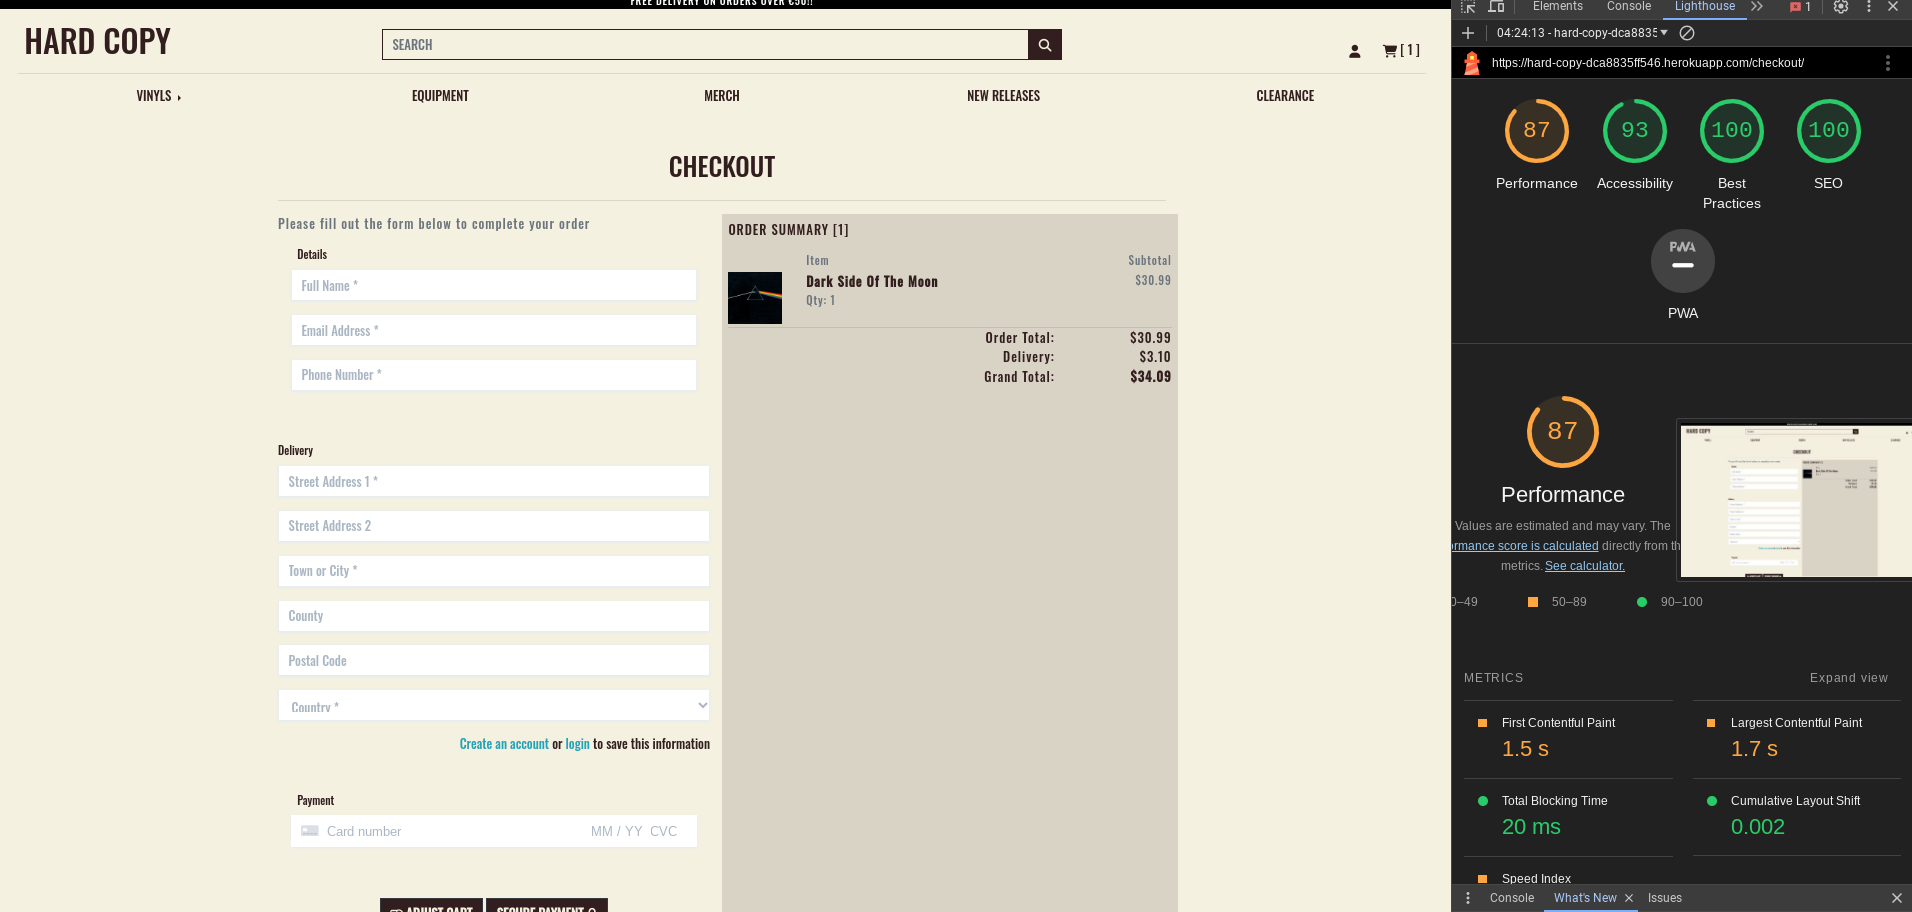 FREE DELIVERY ON ORDERS OVER €50!!
HARD COPY
SEARCH
[ 1 ]
VINYLS
EQUIPMENT
MERCH
NEW RELEASES
CLEARANCE
CHECKOUT
Please fill out the form below to complete your order
Details
Full Name *
Email Address *
Phone Number *
Delivery
Street Address 1 *
Street Address 2
Town or City *
County
Postal Code
Country *
Create an account or login to save this information
Payment
Card number MM / YY CVC
ADJUST CART
SECURE PAYMENT
ORDER SUMMARY [1]
Item Subtotal
Dark Side Of The Moon $30.99
Qty: 1
Order Total: $30.99
Delivery: $3.10
Grand Total: $34.09
Elements Console Lighthouse 1
04:24:13 - hard-copy-dca8835
https://hard-copy-dca8835ff546.herokuapp.com/checkout/
87 93 100 100
Performance Accessibility Best Practices SEO
PWA
PWA
87
Performance
Values are estimated and may vary. The
ormance score is calculated directly from th
metrics. See calculator.
0–49 50–89 90–100
HARD COPY
CHECKOUT
METRICS Expand view
First Contentful Paint
1.5 s
Largest Contentful Paint
1.7 s
Total Blocking Time
20 ms
Cumulative Layout Shift
0.002
Speed Index
Console What's New Issues